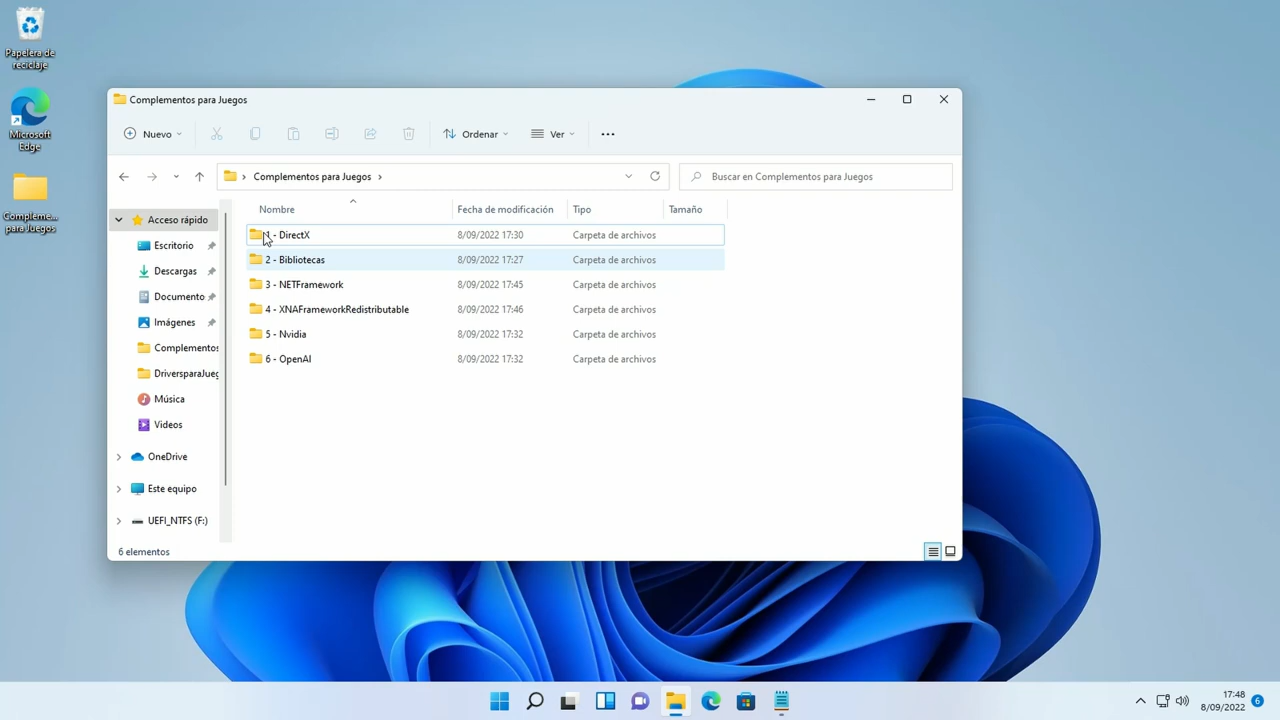 Papelera de
reciclaje
Microsoft
Edge
Compleme...
para Juegos
Complementos para Juegos
Nuevo
Ordenar
Ver
Complementos para Juegos
Buscar en Complementos para Juegos
Nombre
Fecha de modificación
Tipo
Tamaño
Acceso rápido
Escritorio
Descargas
Documento
Imágenes
Complementos
DriversparaJueg
Música
Videos
OneDrive
Este equipo
UEFI_NTFS (F:)
1 - DirectX 8/09/2022 17:30 Carpeta de archivos
2 - Bibliotecas 8/09/2022 17:27 Carpeta de archivos
3 - NETFramework 8/09/2022 17:45 Carpeta de archivos
4 - XNAFrameworkRedistributable 8/09/2022 17:46 Carpeta de archivos
5 - Nvidia 8/09/2022 17:32 Carpeta de archivos
6 - OpenAI 8/09/2022 17:32 Carpeta de archivos
6 elementos
17:48
8/09/2022
6